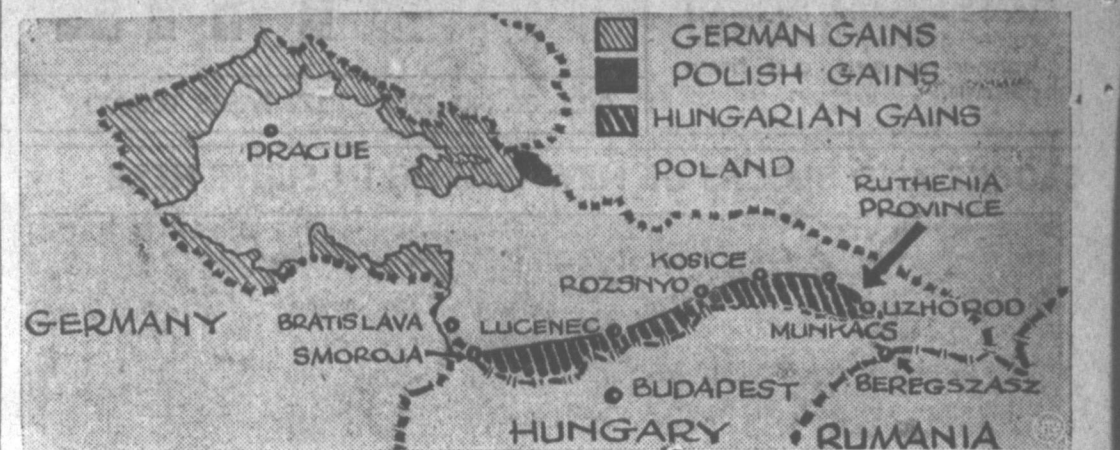 GERMAN GAINS
POLISH GAINS
HUNGARIAN GAINS
PRAGUE
POLAND
RUTHENIA
PROVINCE
KOSICE
ROZSNYO
UZHOROD
GERMANY
BRATISLAVA
LUCENEC
MUNKACS
SMOROJA
BEREGSZASZ
BUDAPEST
HUNGARY
RUMANIA